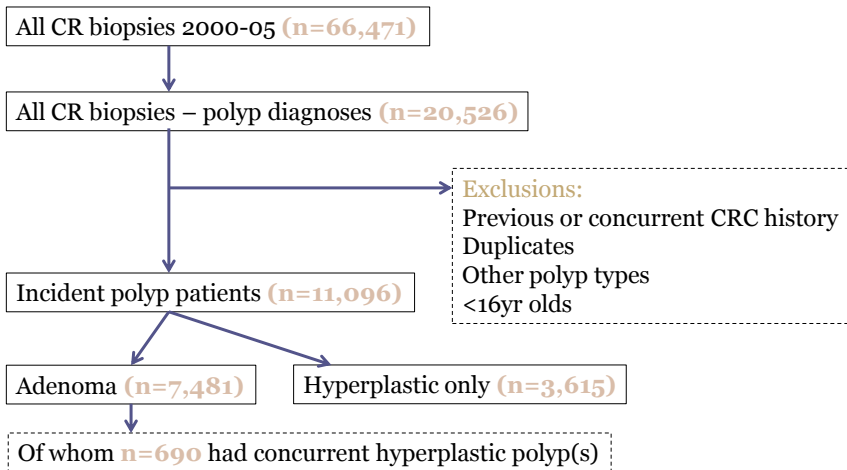 All CR biopsies 2000-05 (n=66,471)
All CR biopsies – polyp diagnoses (n=20,526)
Exclusions:
Previous or concurrent CRC history
Duplicates
Other polyp types
<16yr olds
Incident polyp patients (n=11,096)
Adenoma (n=7,481)
Hyperplastic only (n=3,615)
Of whom n=690 had concurrent hyperplastic polyp(s)